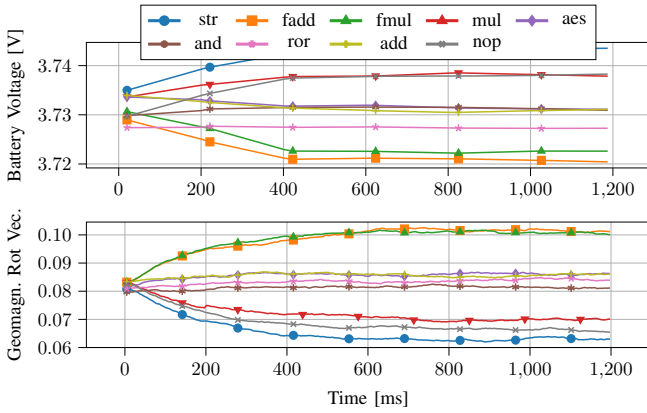 str fadd fmul mul aes
and ror add nop
Battery Voltage [V]
3.74
3.73
3.72
0 200 400 600 800 1,000 1,200
Geomagn. Rot Vec.
0.10
0.09
0.08
0.07
0.06
0 200 400 600 800 1,000 1,200
Time [ms]